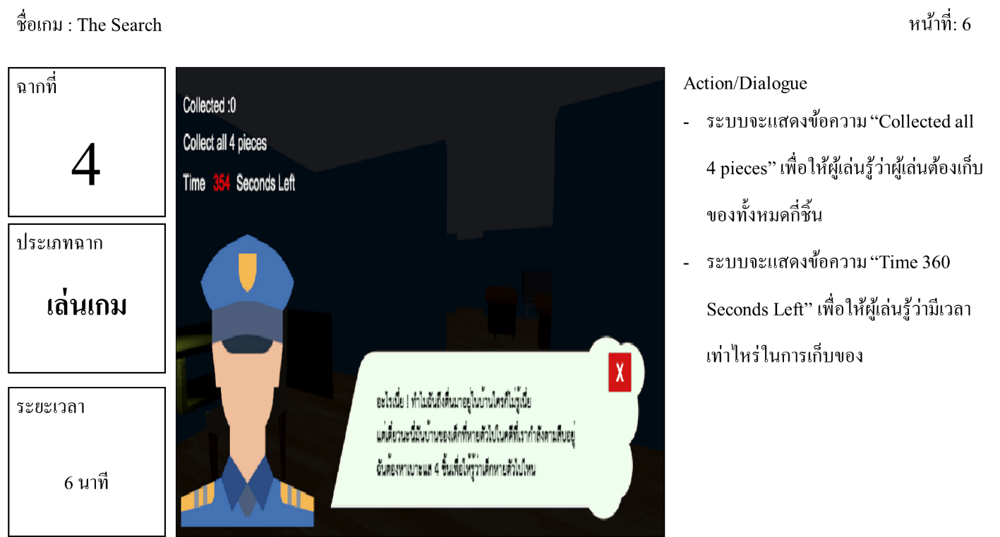 ชื่อเกม : The Search
หน้าที่: 6
ฉากที่
4
ประเภทฉาก
เล่นเกม
ระยะเวลา
6 นาที
Collected :0
Collect all 4 pieces
Time 354 Seconds Left
X
อะไรเนี่ย ! ทำไมฉันถึงตื่นมาอยู่ในบ้านใครก็ไม่รู้เนี่ย
แต่เดี๋ยวนะนี่มันบ้านของเด็กที่หายตัวไปในคดีที่เรากำลังตามสืบอยู่
ฉันต้องหาเบาะแส 4 ชิ้นเพื่อให้รู้ว่าเด็กหายตัวไปไหน
Action/Dialogue
- ระบบจะแสดงข้อความ “Collected all
4 pieces” เพื่อให้ผู้เล่นรู้ว่าผู้เล่นต้องเก็บ
ของทั้งหมดกี่ชิ้น
- ระบบจะแสดงข้อความ “Time 360
Seconds Left” เพื่อให้ผู้เล่นรู้ว่ามีเวลา
เท่าไหร่ในการเก็บของ